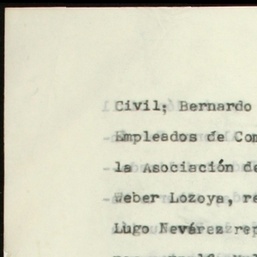 Civil; Bernardo
Empleados de Com
la Asociación de
Weber Lozoya, re
Lugo Nevárez rep